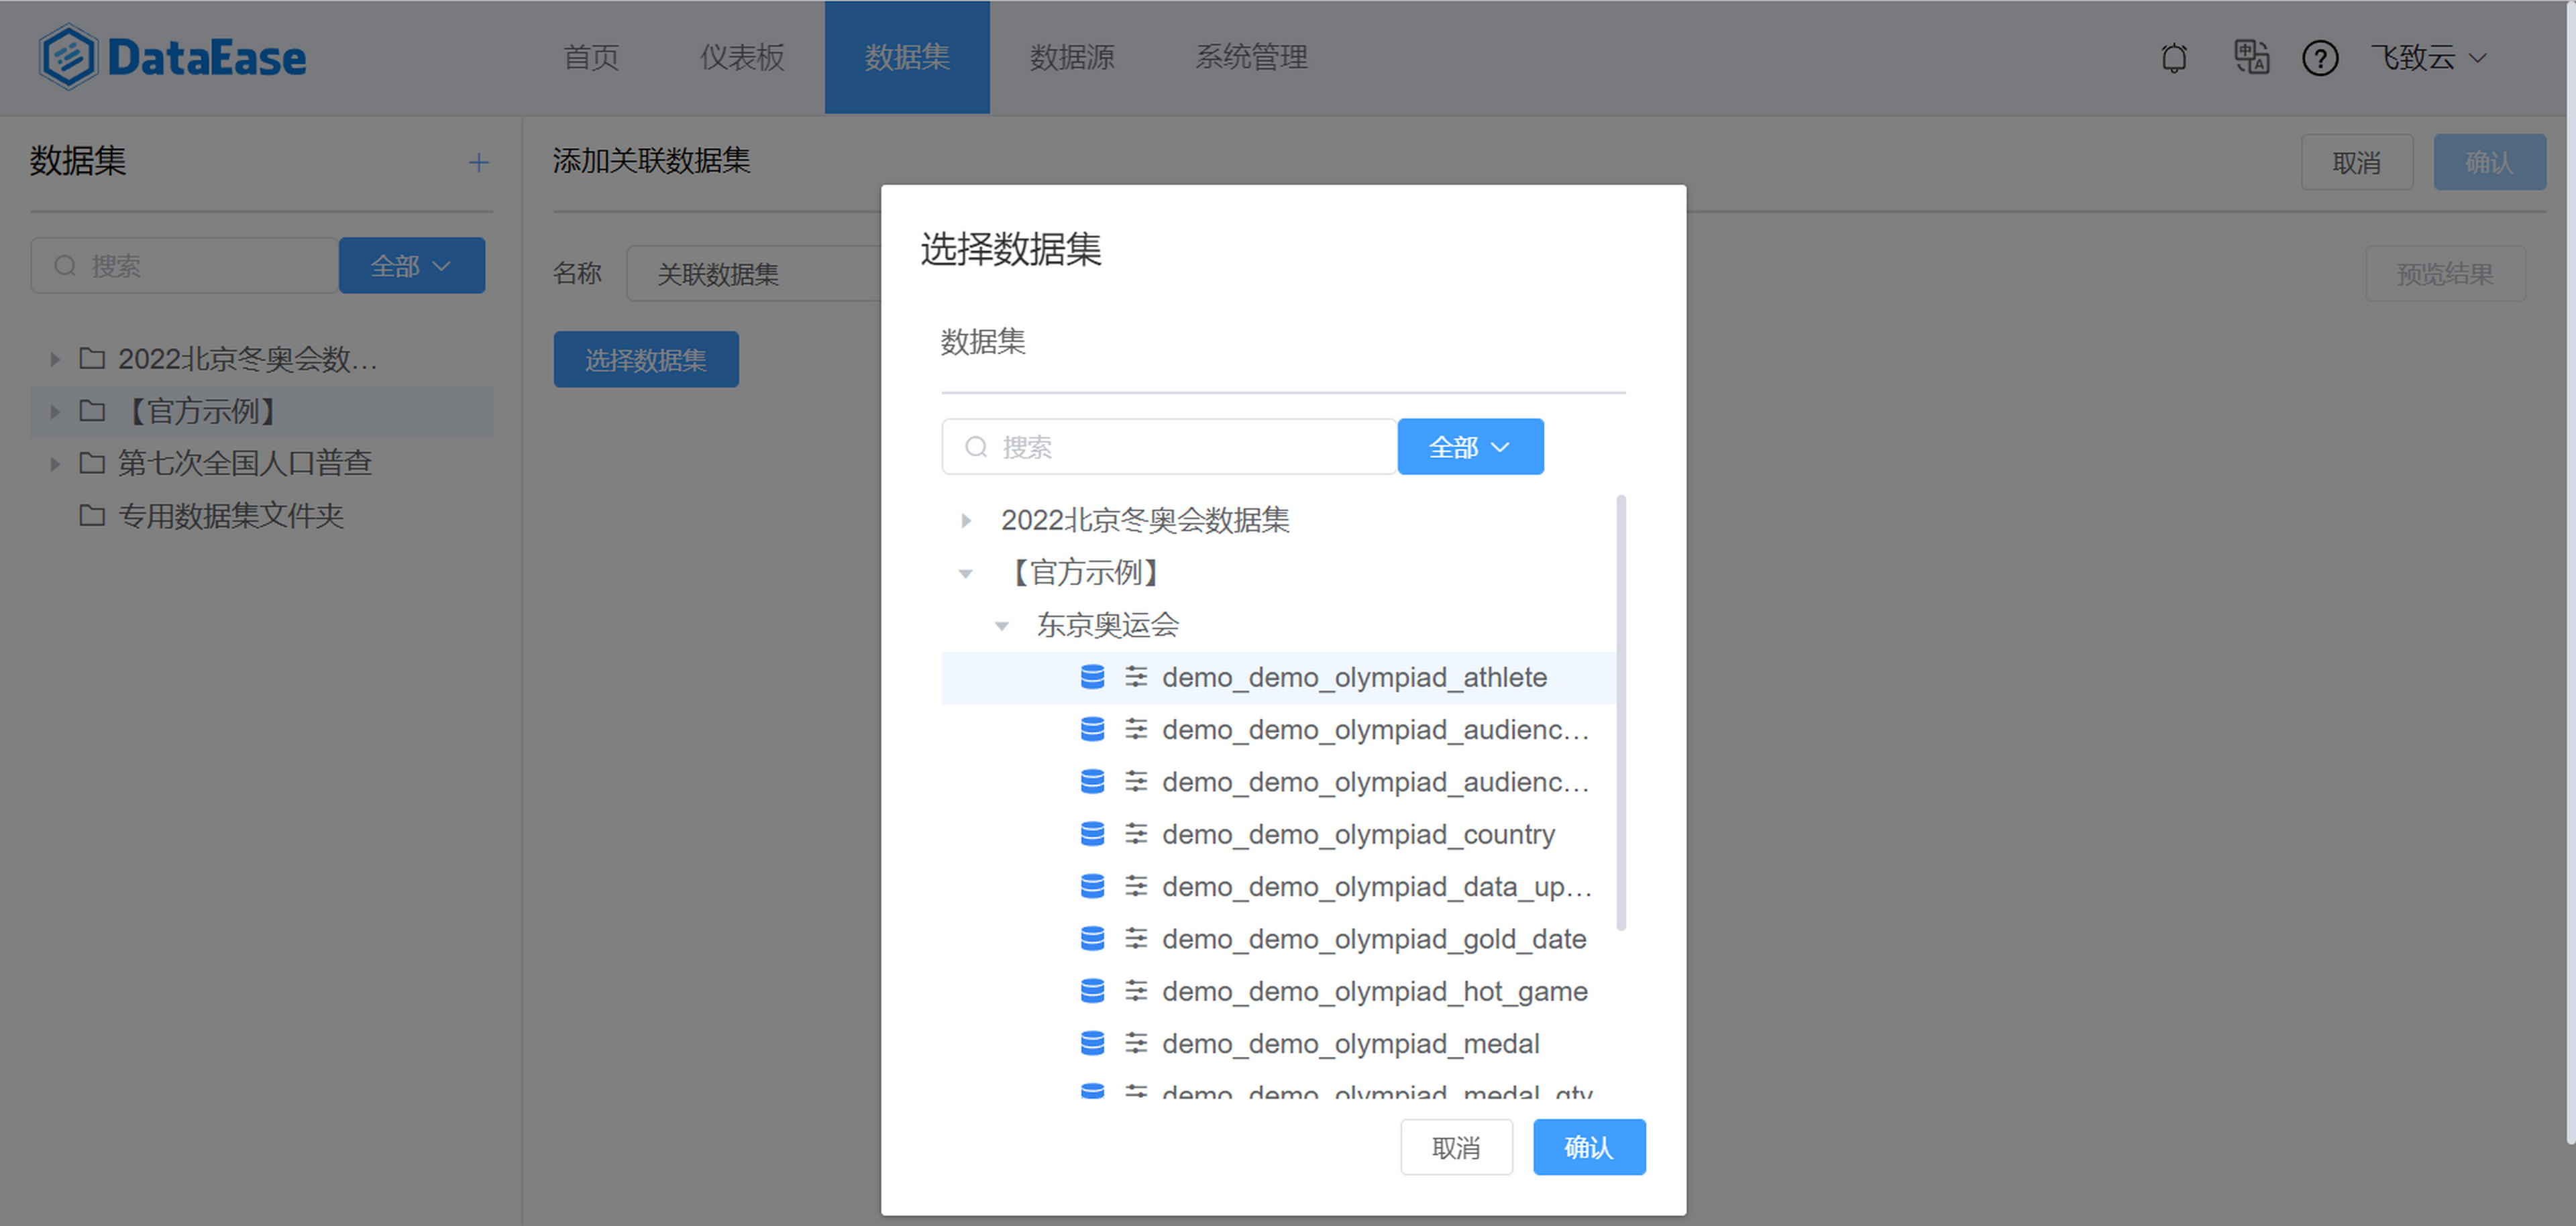 DataEase
首页
仪表板
数据集
数据源
系统管理
飞致云
数据集
搜索
全部
2022北京冬奥会数...
【官方示例】
第七次全国人口普查
专用数据集文件夹
添加关联数据集
取消
确认
名称
关联数据集
预览结果
选择数据集
选择数据集
数据集
搜索
全部
2022北京冬奥会数据集
【官方示例】
东京奥运会
demo_demo_olympiad_athlete
demo_demo_olympiad_audienc...
demo_demo_olympiad_audienc...
demo_demo_olympiad_country
demo_demo_olympiad_data_up...
demo_demo_olympiad_gold_date
demo_demo_olympiad_hot_game
demo_demo_olympiad_medal
demo_demo_olympiad_medal_qty
取消
确认